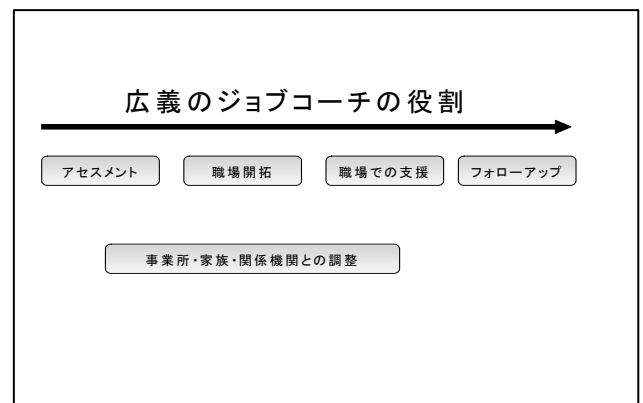 広義のジョブコーチの役割
アセスメント
職場開拓
職場での支援
フォローアップ
事業所・家族・関係機関との調整